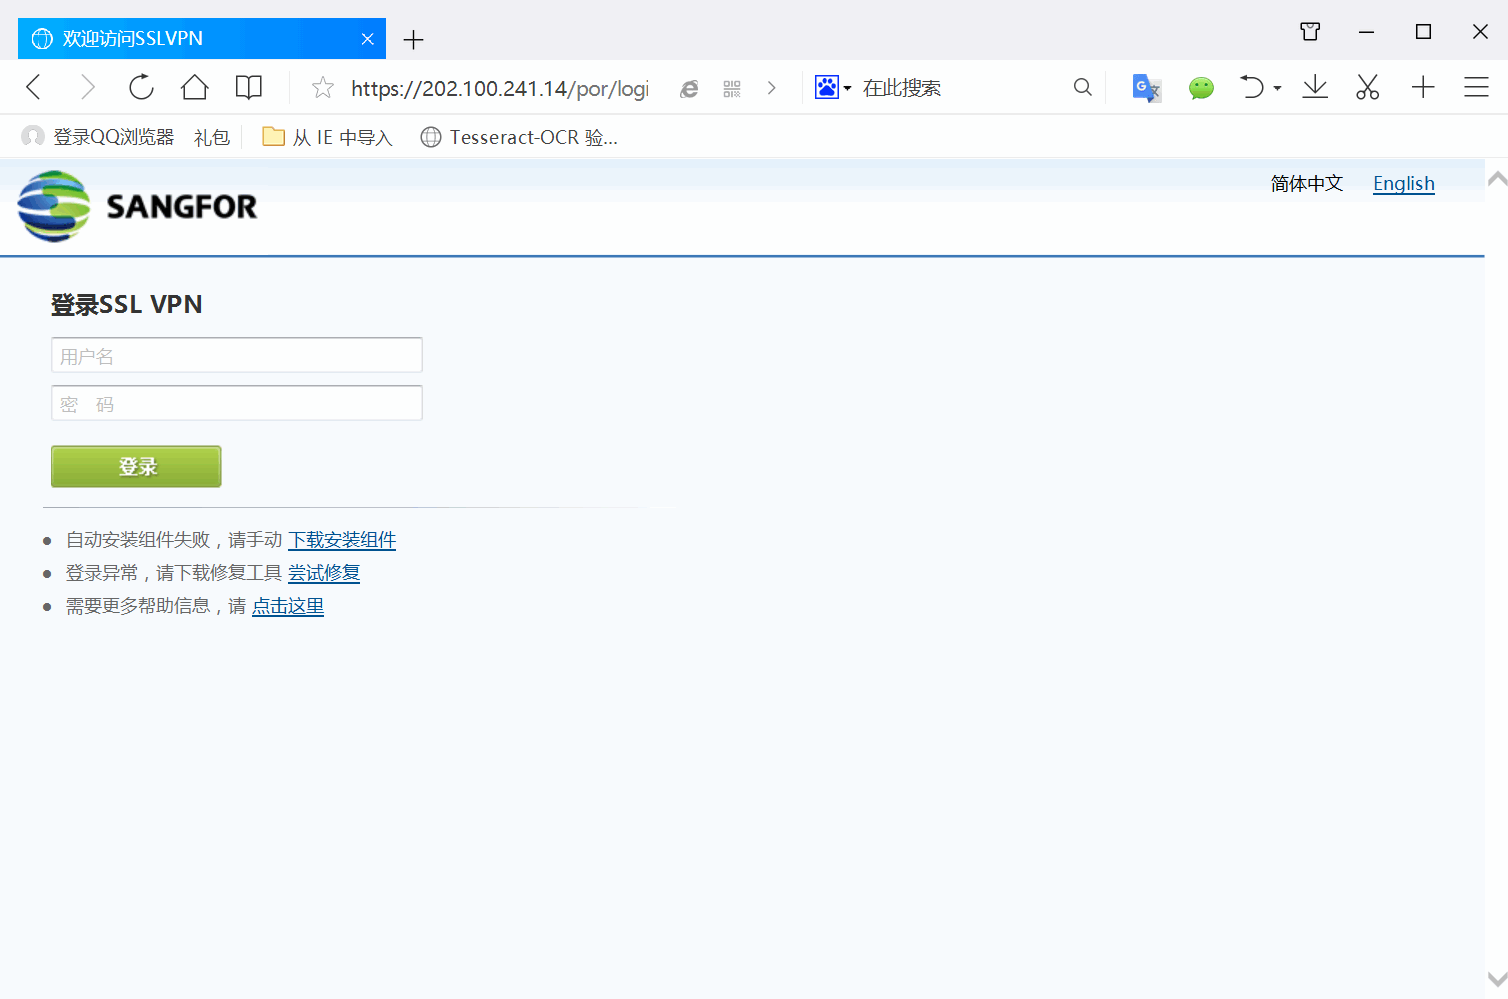 欢迎访问SSLVPN
https://202.100.241.14/por/logi
在此搜索
登录QQ浏览器 礼包 从 IE 中导入 Tesseract-OCR 验...
SANGFOR
简体中文 English
登录SSL VPN
用户名
密 码
登录
自动安装组件失败，请手动 下载安装组件
登录异常，请下载修复工具 尝试修复
需要更多帮助信息，请 点击这里